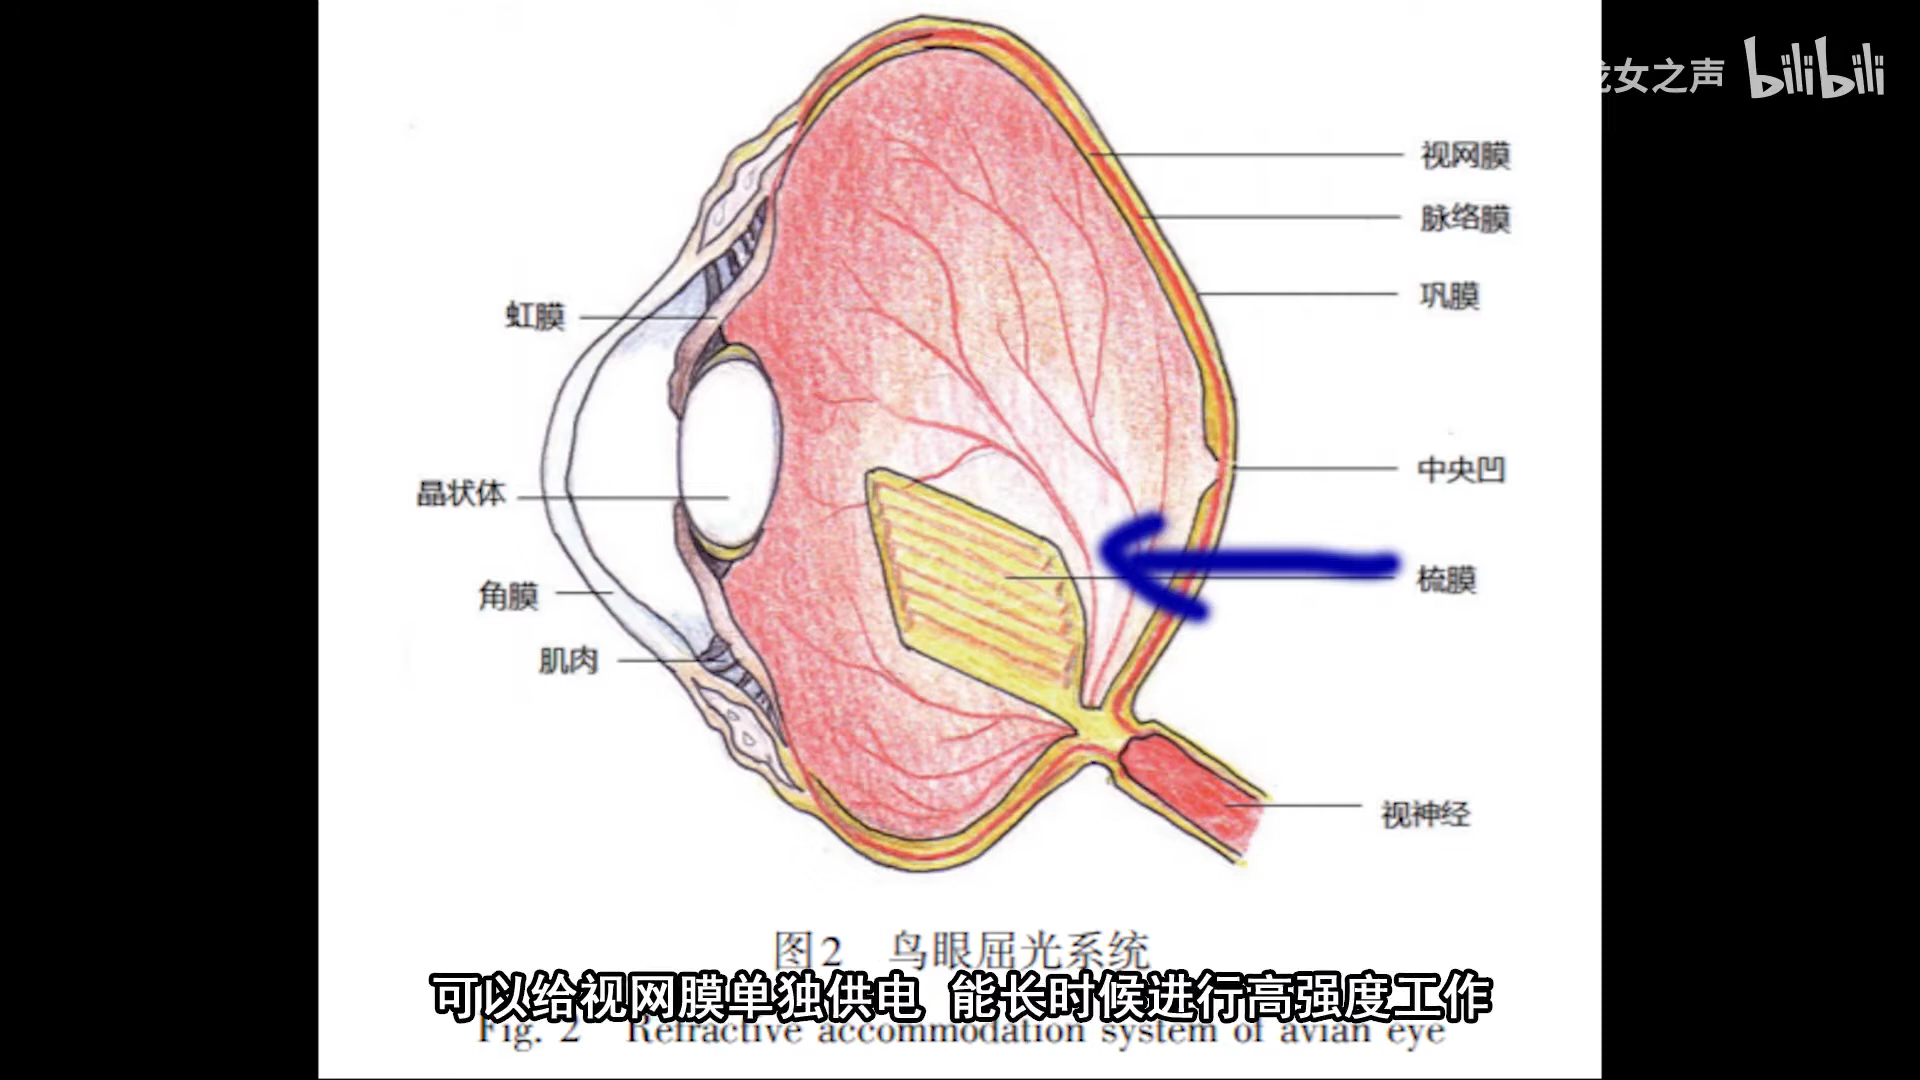 女之声 bilibili
视网膜
脉络膜
巩膜
虹膜
中央凹
晶状体
梳膜
角膜
肌肉
视神经
图2 鸟眼屈光系统
可以给视网膜单独供电 能长时候进行高强度工作
Fig. 2 Refractive accommodation system of avian eye